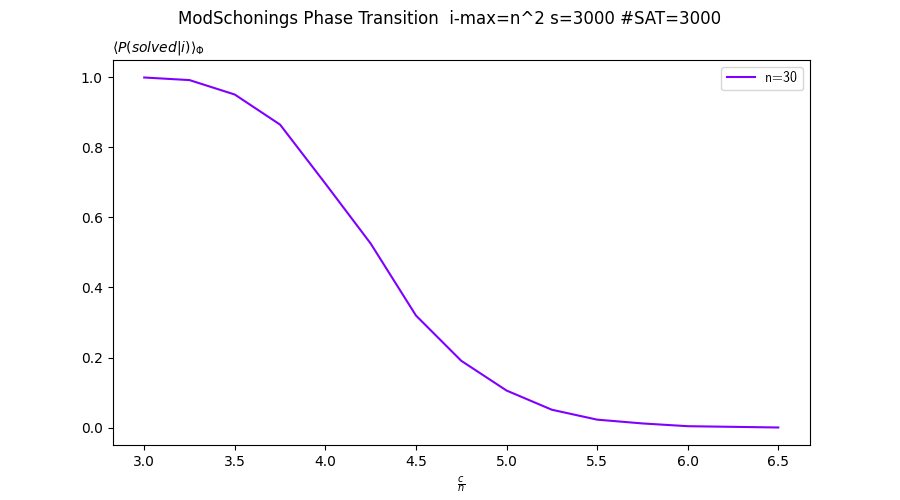 ModSchonings Phase Transition  i-max=n^2 s=3000 #SAT=3000
⟨P(solved|i)⟩Φ
n=30
1.0
0.8
0.6
0.4
0.2
0.0
3.0 3.5 4.0 4.5 5.0 5.5 6.0 6.5
c/n